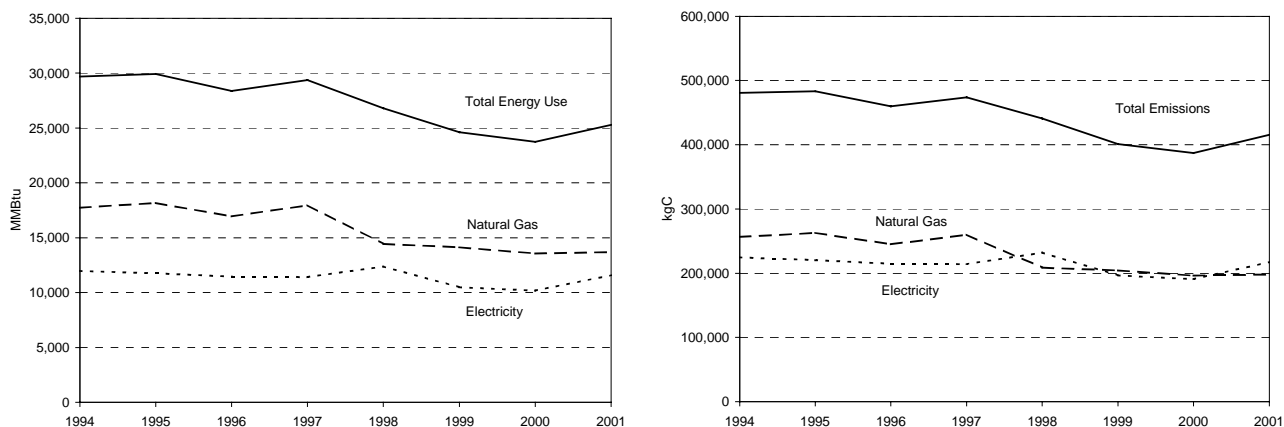 35,000
30,000
25,000
20,000
15,000
10,000
5,000
0
MMBtu
Total Energy Use
Natural Gas
Electricity
1994 1995 1996 1997 1998 1999 2000 2001
600,000
500,000
400,000
300,000
200,000
100,000
0
kgC
Total Emissions
Natural Gas
Electricity
1994 1995 1996 1997 1998 1999 2000 2001